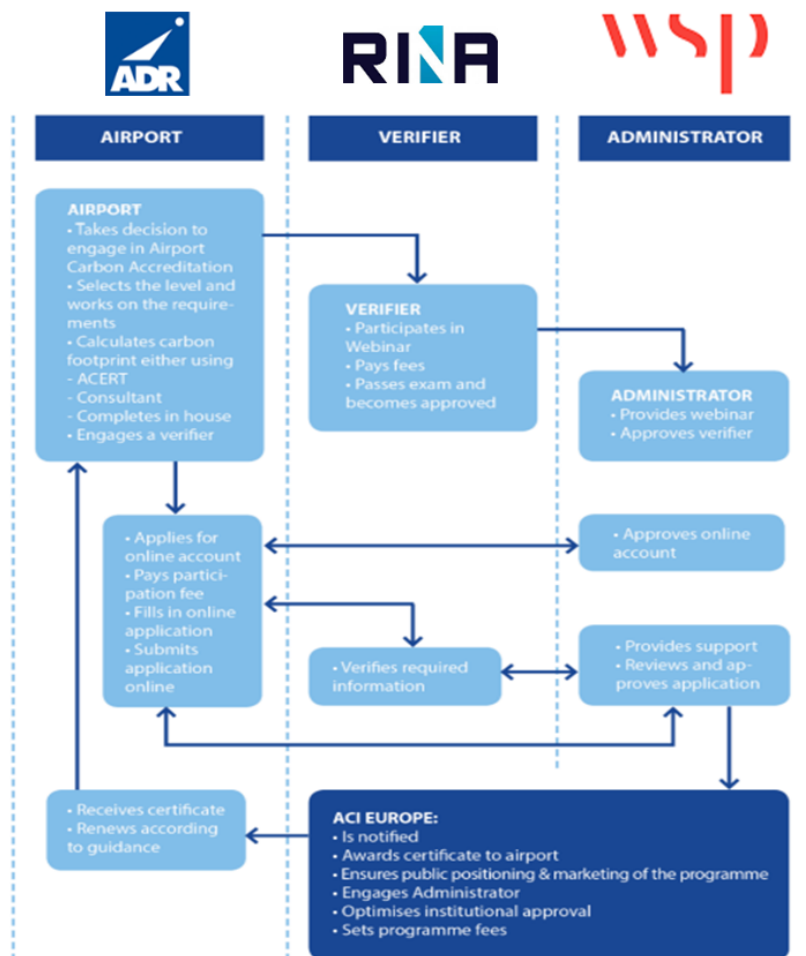 ADR
RINA
wsp
AIRPORT
VERIFIER
ADMINISTRATOR
AIRPORT
• Takes decision to
engage in Airport
Carbon Accreditation
• Selects the level and
works on the require-
ments
• Calculates carbon
footprint either using
- ACERT
- Consultant
- Completes in house
• Engages a verifier
VERIFIER
• Participates in
Webinar
• Pays fees
• Passes exam and
becomes approved
ADMINISTRATOR
• Provides webinar
• Approves verifier
• Applies for
online account
• Pays partici-
pation fee
• Fills in online
application
• Submits
application
online
• Approves online
account
• Verifies required
information
• Provides support
• Reviews and ap-
proves application
• Receives certificate
• Renews according
to guidance
ACI EUROPE:
• Is notified
• Awards certificate to airport
• Ensures public positioning & marketing of the programme
• Engages Administrator
• Optimises institutional approval
• Sets programme fees